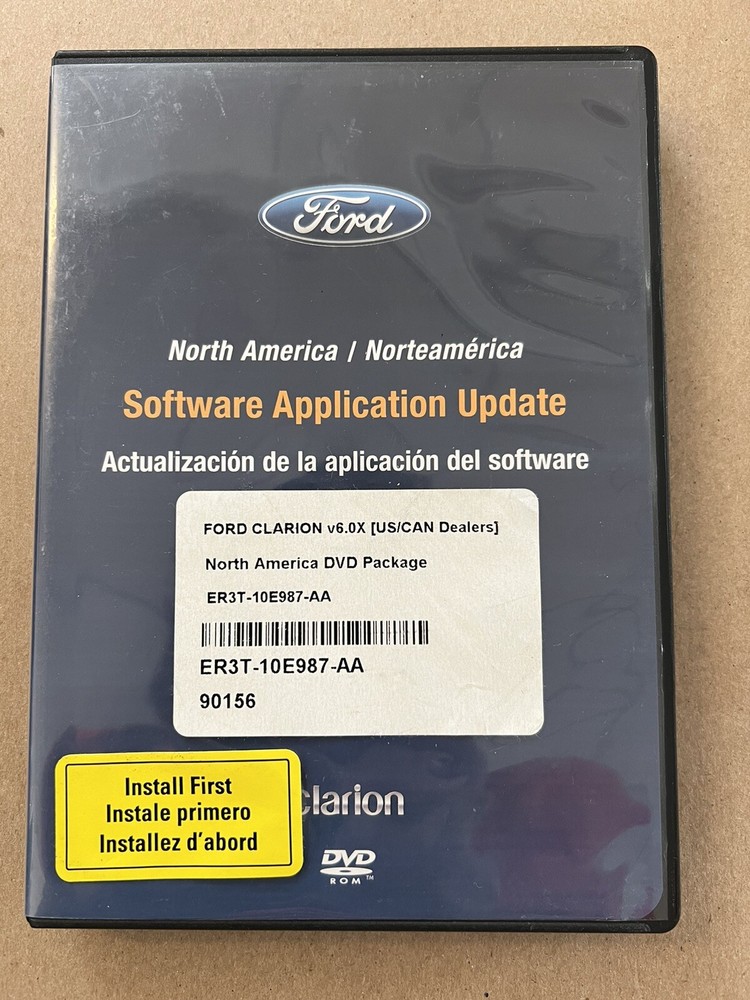 Ford
North America / Norteamérica
Software Application Update
Actualización de la aplicación del software
FORD CLARION v6.0X [US/CAN Dealers]
North America DVD Package
ER3T-10E987-AA
ER3T-10E987-AA
90156
Install First
Instale primero
Installez d'abord
clarion
DVD
ROM™